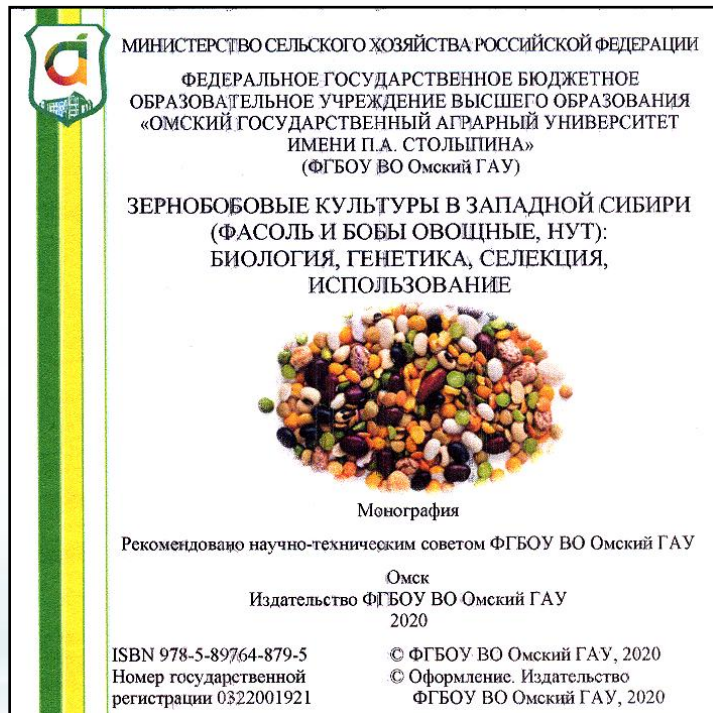 МИНИСТЕРСТВО СЕЛЬСКОГО ХОЗЯЙСТВА РОССИЙСКОЙ ФЕДЕРАЦИИ
ФЕДЕРАЛЬНОЕ ГОСУДАРСТВЕННОЕ БЮДЖЕТНОЕ
ОБРАЗОВАТЕЛЬНОЕ УЧРЕЖДЕНИЕ ВЫСШЕГО ОБРАЗОВАНИЯ
«ОМСКИЙ ГОСУДАРСТВЕННЫЙ АГРАРНЫЙ УНИВЕРСИТЕТ
ИМЕНИ П.А. СТОЛЫПИНА»
(ФГБОУ ВО Омский ГАУ)
ЗЕРНОБОБОВЫЕ КУЛЬТУРЫ В ЗАПАДНОЙ СИБИРИ
(ФАСОЛЬ И БОБЫ ОВОЩНЫЕ, НУТ):
БИОЛОГИЯ, ГЕНЕТИКА, СЕЛЕКЦИЯ,
ИСПОЛЬЗОВАНИЕ
Монография
Рекомендовано научно-техническим советом ФГБОУ ВО Омский ГАУ
Омск
Издательство ФГБОУ ВО Омский ГАУ
2020
ISBN 978-5-89764-879-5
Номер государственной
регистрации 0322001921
© ФГБОУ ВО Омский ГАУ, 2020
© Оформление. Издательство
ФГБОУ ВО Омский ГАУ, 2020